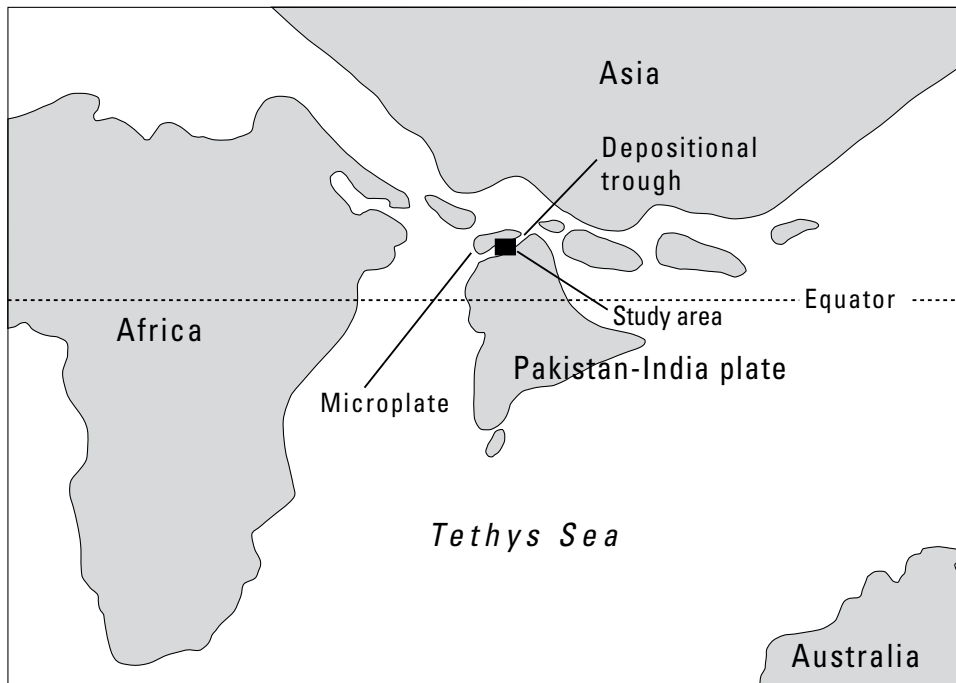 Asia
Depositional
trough
Equator
Study area
Africa
Pakistan-India plate
Microplate
Tethys Sea
Australia